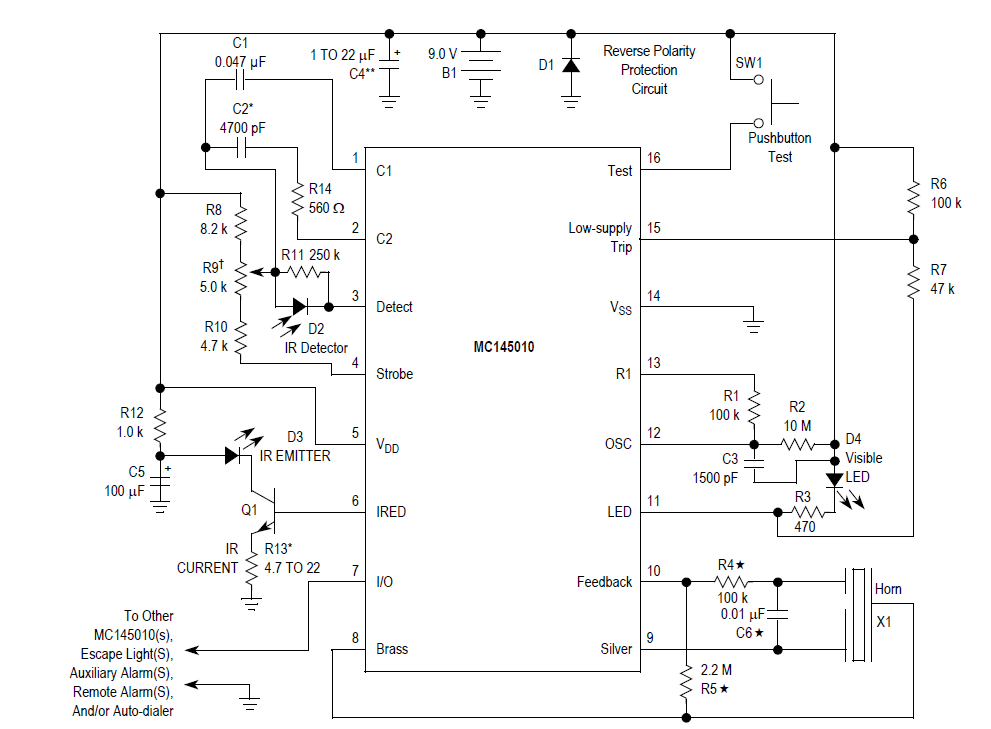 C1
0.047 µF
1 TO 22 µF
+
C4**
9.0 V
B1
D1
Reverse Polarity
Protection
Circuit
SW1
Pushbutton
Test
C2*
4700 pF
R14
560 Ω
R8
8.2 k
R9†
5.0 k
R10
4.7 k
R11 250 k
D2
IR Detector
R12
1.0 k
C5
+
100 µF
D3
IR EMITTER
Q1
IR
CURRENT
R13*
4.7 TO 22
To Other
MC145010(s),
Escape Light(S),
Auxiliary Alarm(S),
Remote Alarm(S),
And/or Auto-dialer
MC145010
1
C1
2
C2
3
Detect
4
Strobe
5
VDD
6
IRED
7
I/O
8
Brass
16
Test
15
Low-supply
Trip
14
VSS
13
R1
12
OSC
11
LED
10
Feedback
9
Silver
R6
100 k
R7
47 k
R1
100 k
R2
10 M
C3
1500 pF
D4
Visible
LED
R3
470
R4★
100 k
0.01 µF
C6★
2.2 M
R5★
Horn
X1